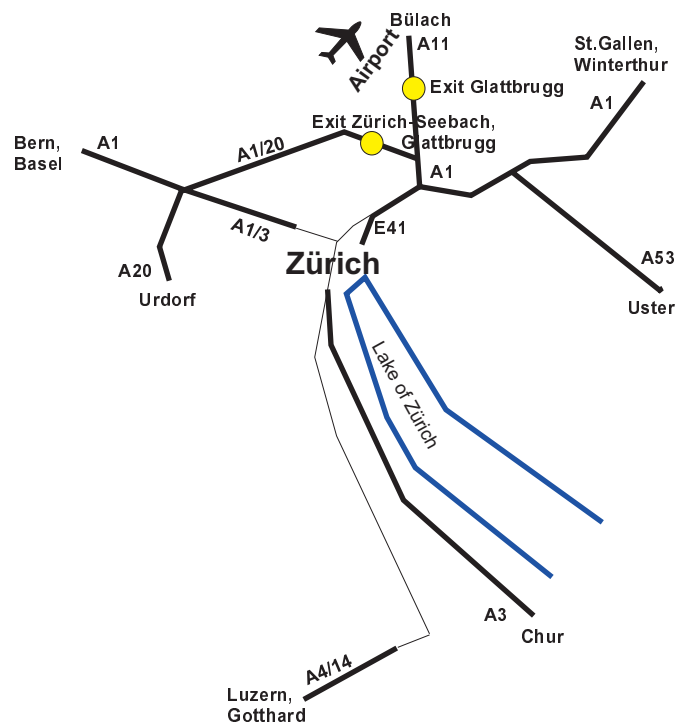 Bülach
A11
Airport
St.Gallen,
Winterthur
Exit Glattbrugg
A1
Exit Zürich-Seebach,
Glattbrugg
Bern,
Basel
A1
A1/20
A1
A1/3
E41
A20
Urdorf
Zürich
A53
Uster
Lake of Zürich
A3
Chur
A4/14
Luzern,
Gotthard